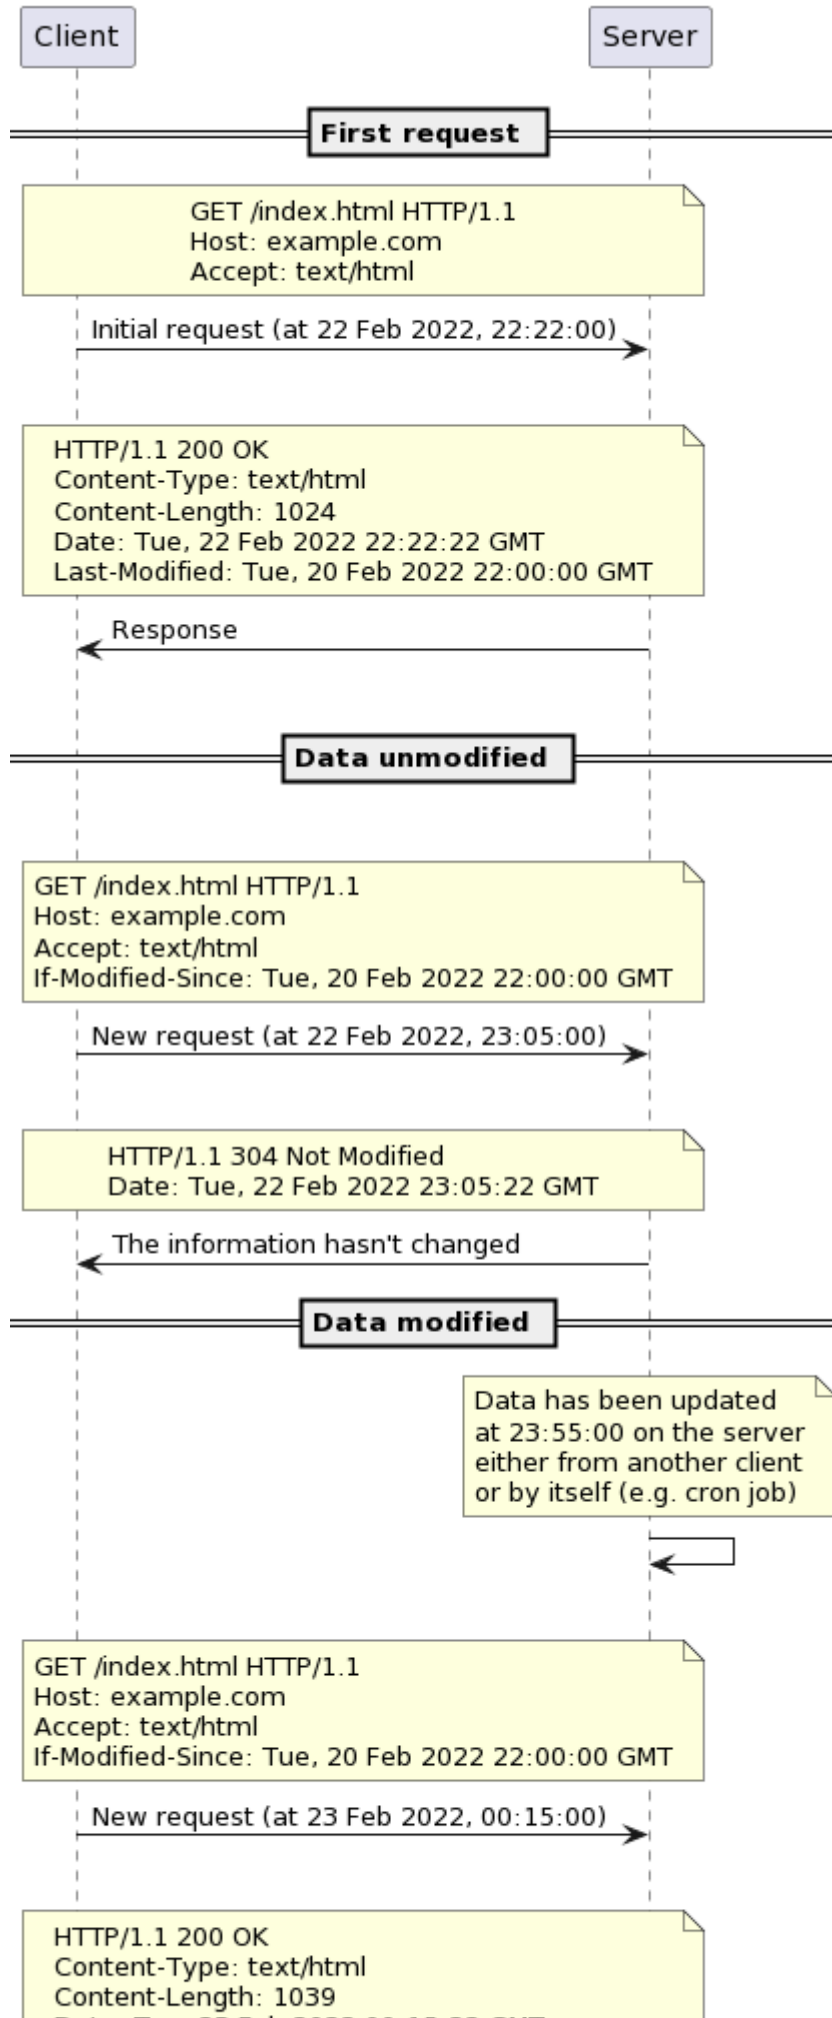 Client
Server
First request
GET /index.html HTTP/1.1
Host: example.com
Accept: text/html
Initial request (at 22 Feb 2022, 22:22:00)
HTTP/1.1 200 OK
Content-Type: text/html
Content-Length: 1024
Date: Tue, 22 Feb 2022 22:22:22 GMT
Last-Modified: Tue, 20 Feb 2022 22:00:00 GMT
Response
Data unmodified
GET /index.html HTTP/1.1
Host: example.com
Accept: text/html
If-Modified-Since: Tue, 20 Feb 2022 22:00:00 GMT
New request (at 22 Feb 2022, 23:05:00)
HTTP/1.1 304 Not Modified
Date: Tue, 22 Feb 2022 23:05:22 GMT
The information hasn't changed
Data modified
Data has been updated
at 23:55:00 on the server
either from another client
or by itself (e.g. cron job)
GET /index.html HTTP/1.1
Host: example.com
Accept: text/html
If-Modified-Since: Tue, 20 Feb 2022 22:00:00 GMT
New request (at 23 Feb 2022, 00:15:00)
HTTP/1.1 200 OK
Content-Type: text/html
Content-Length: 1039